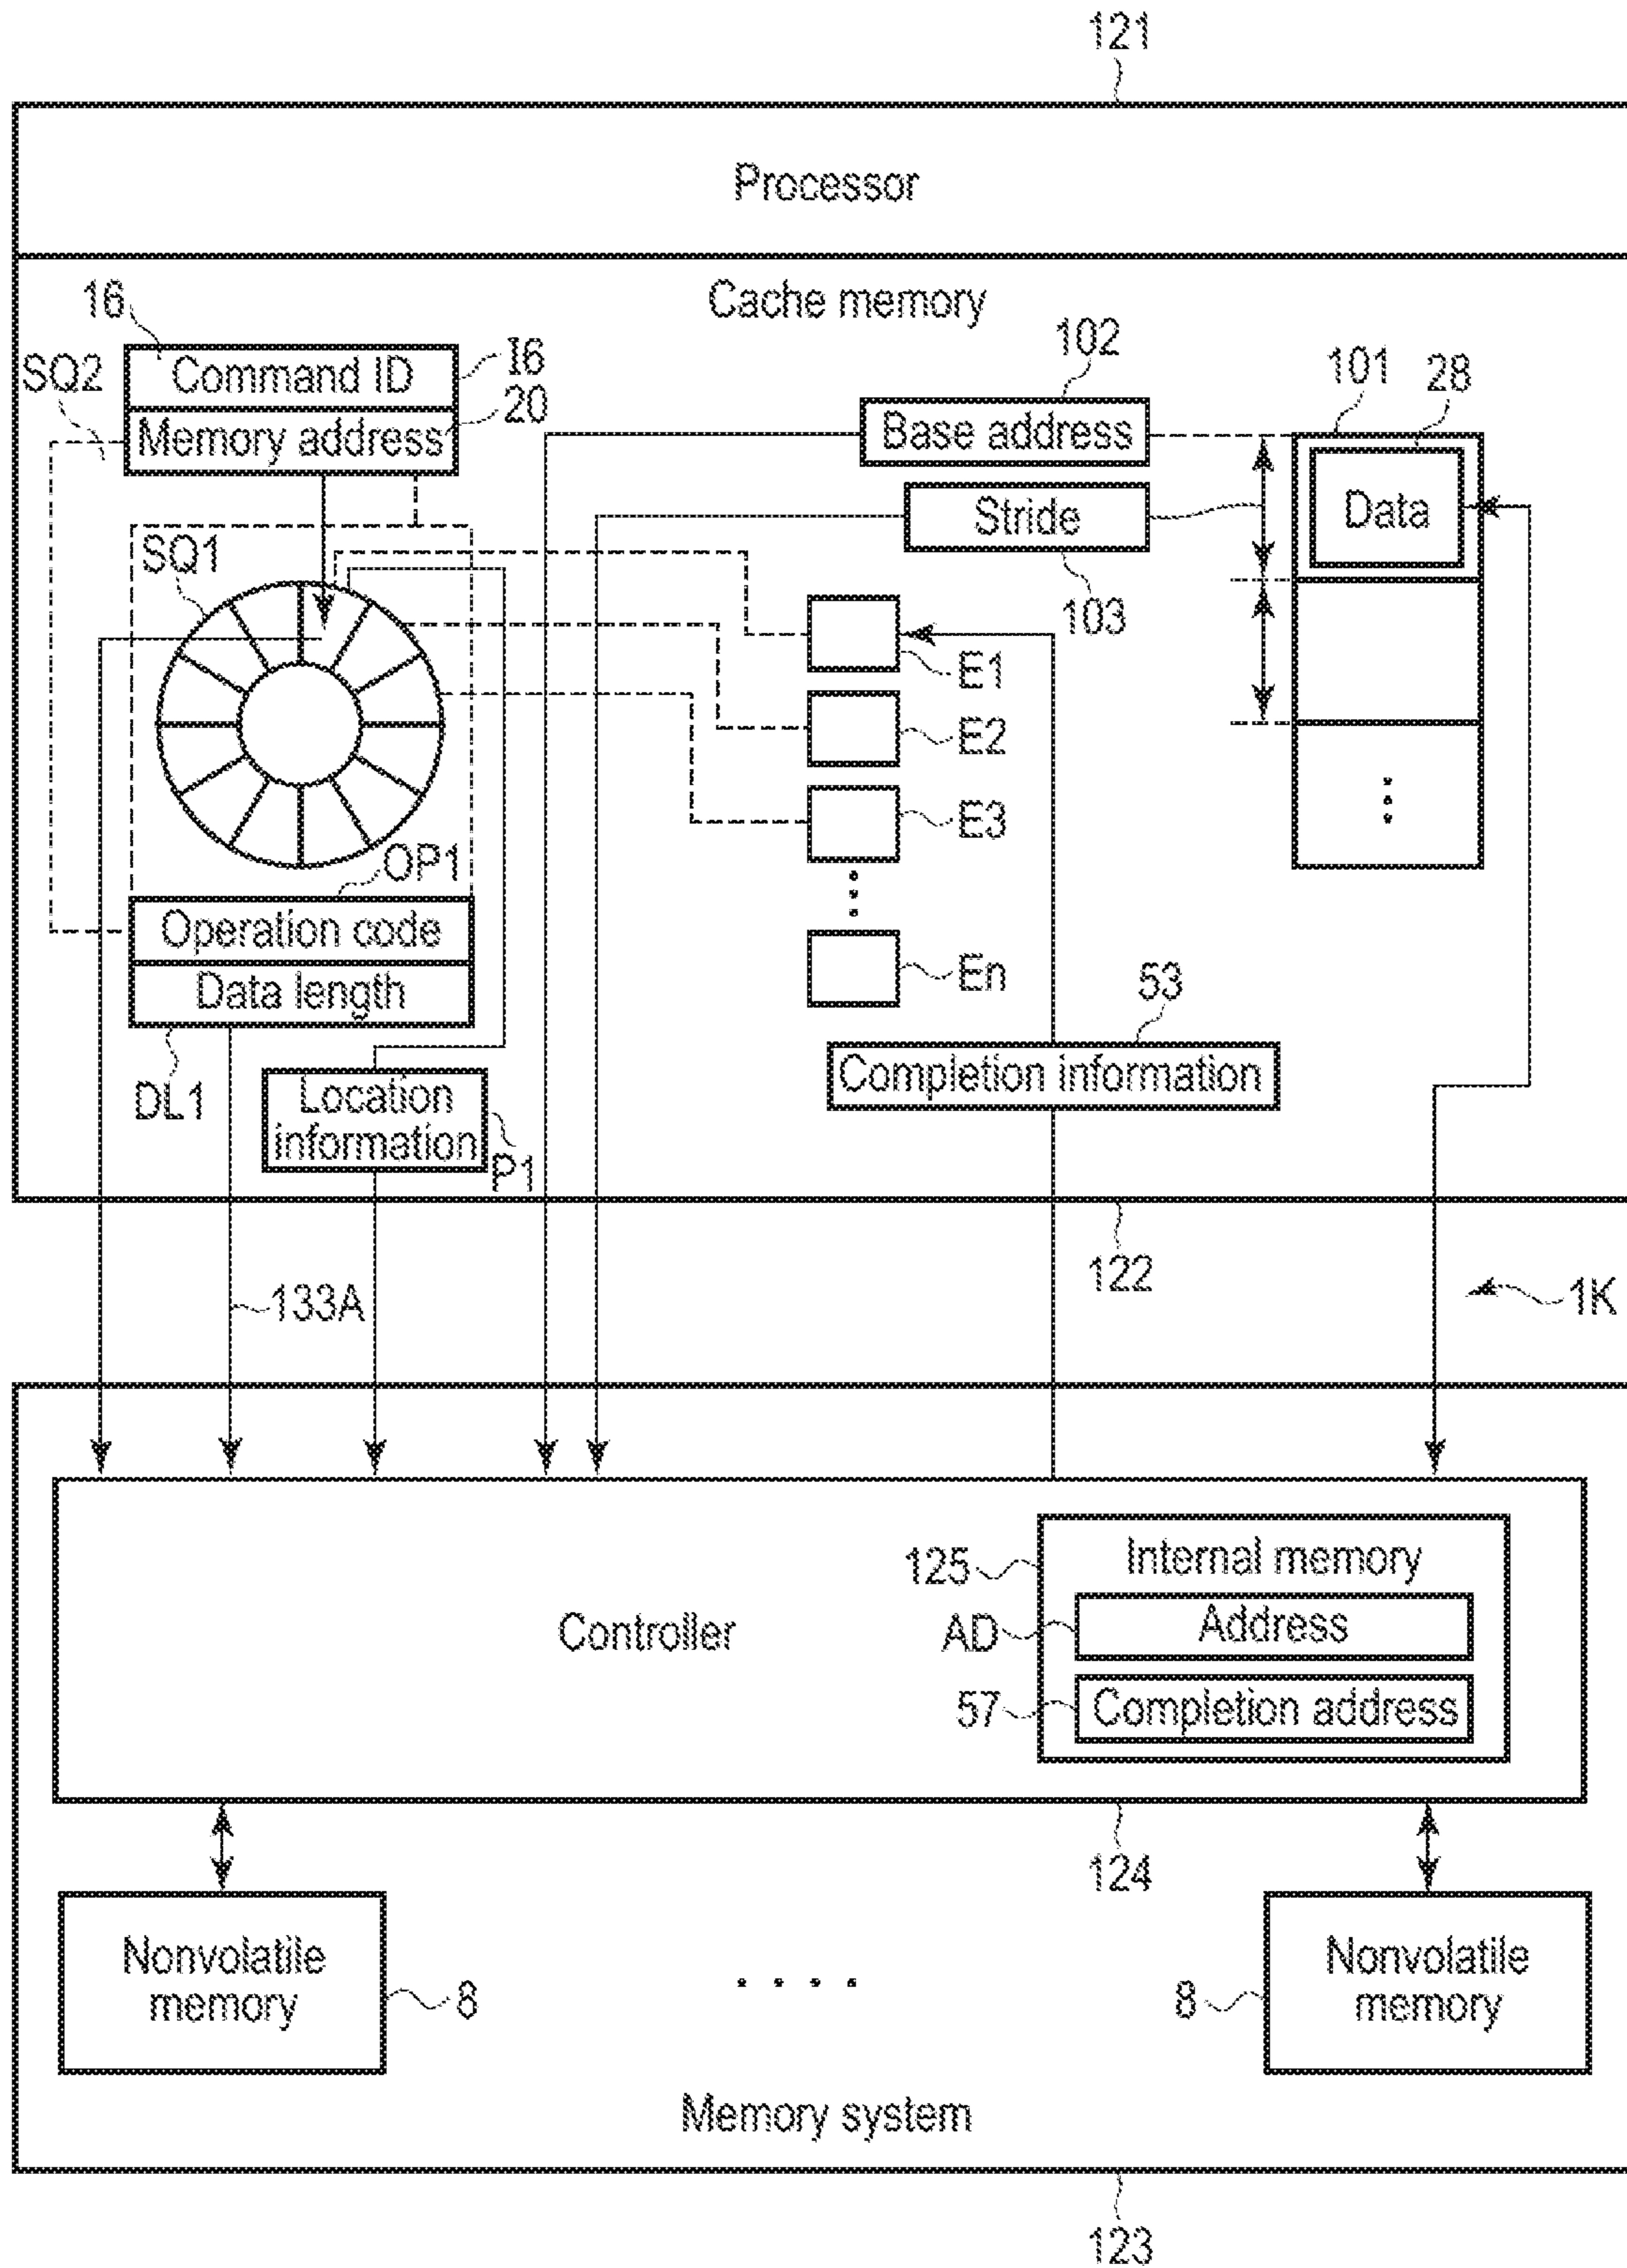 121
Processor
Cache memory
16
Command ID
I6
SQ2
Memory address
20
102
Base address
101
28
Data
Stride
103
SQ1
E1
E2
E3
En
OP1
Operation code
Data length
DL1
Location
information
P1
53
Completion information
122
133A
1K
125
Internal memory
AD
Address
57
Completion address
Controller
124
Nonvolatile
memory
8
8
Nonvolatile
memory
Memory system
123